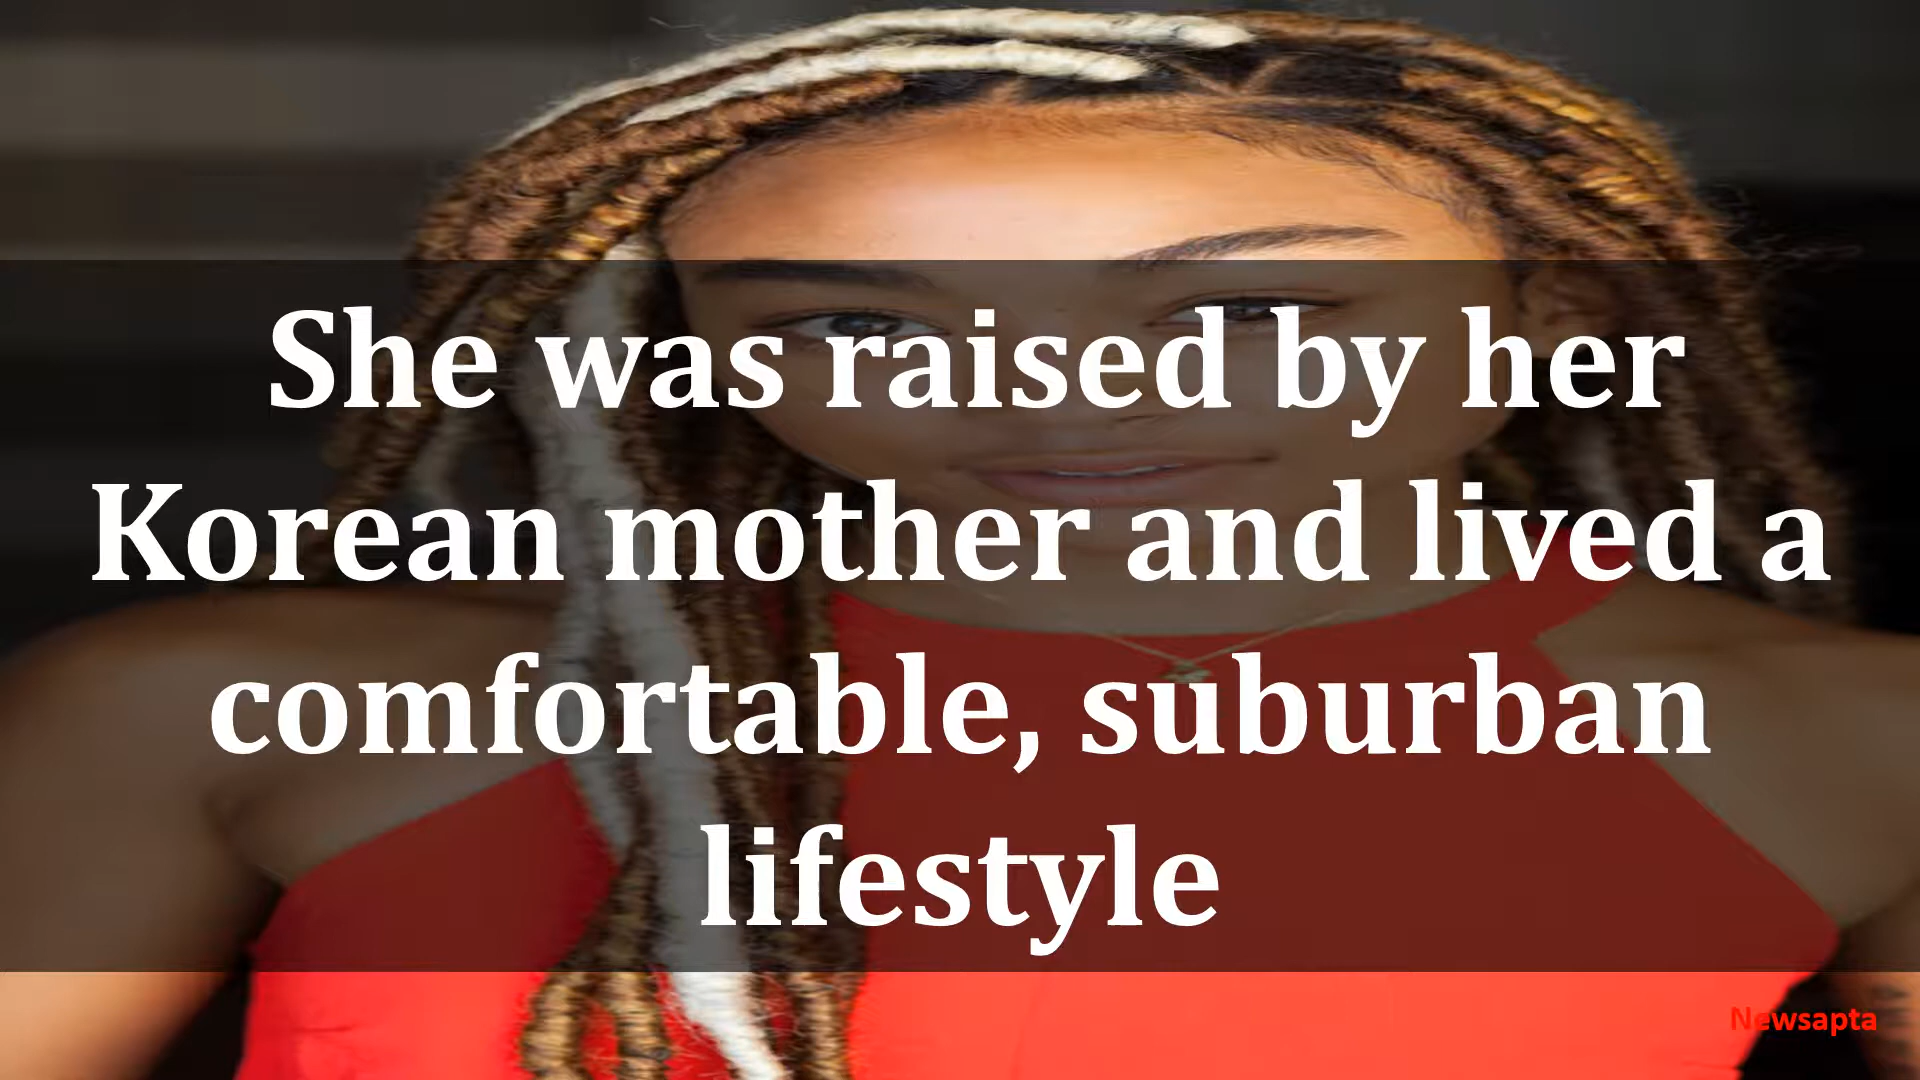 She was raised by her
Korean mother and lived a
comfortable, suburban
lifestyle
Newsapta